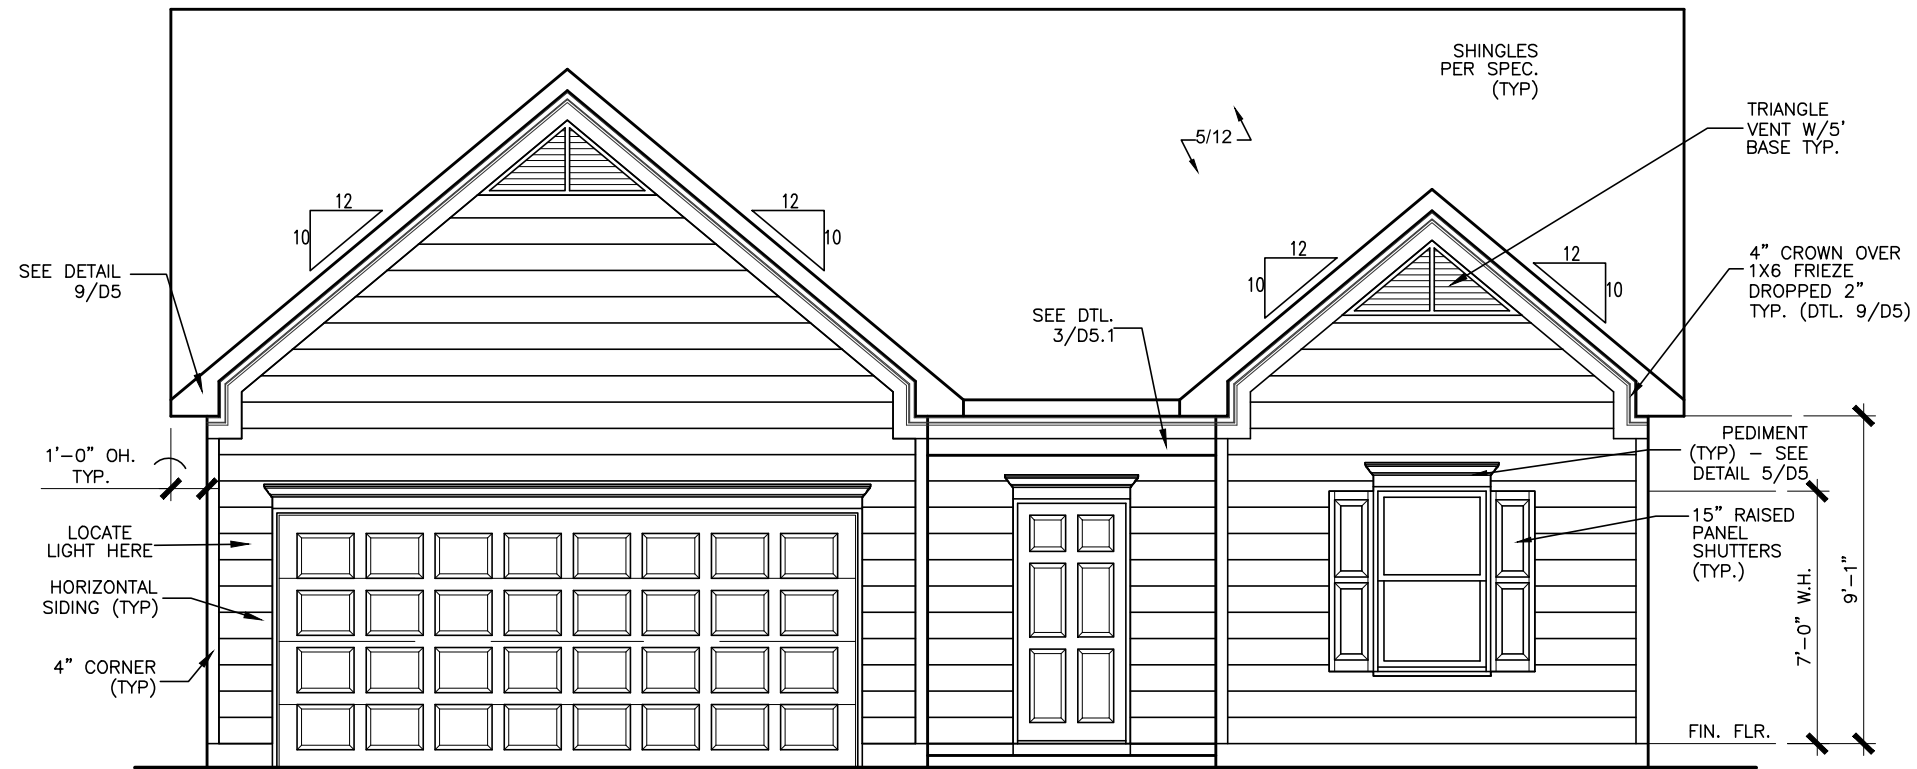 SHINGLES
PER SPEC.
(TYP)
5/12
TRIANGLE
VENT W/5'
BASE TYP.
12
10
12
10
12
10
12
10
SEE DETAIL
9/D5
4" CROWN OVER
1X6 FRIEZE
DROPPED 2"
TYP. (DTL. 9/D5)
SEE DTL.
3/D5.1
1'-0" OH.
TYP.
PEDIMENT
(TYP) - SEE
DETAIL 5/D5
LOCATE
LIGHT HERE
15" RAISED
PANEL
SHUTTERS
(TYP.)
HORIZONTAL
SIDING (TYP)
7'-0" W.H.
9'-1"
4" CORNER
(TYP)
FIN. FLR.